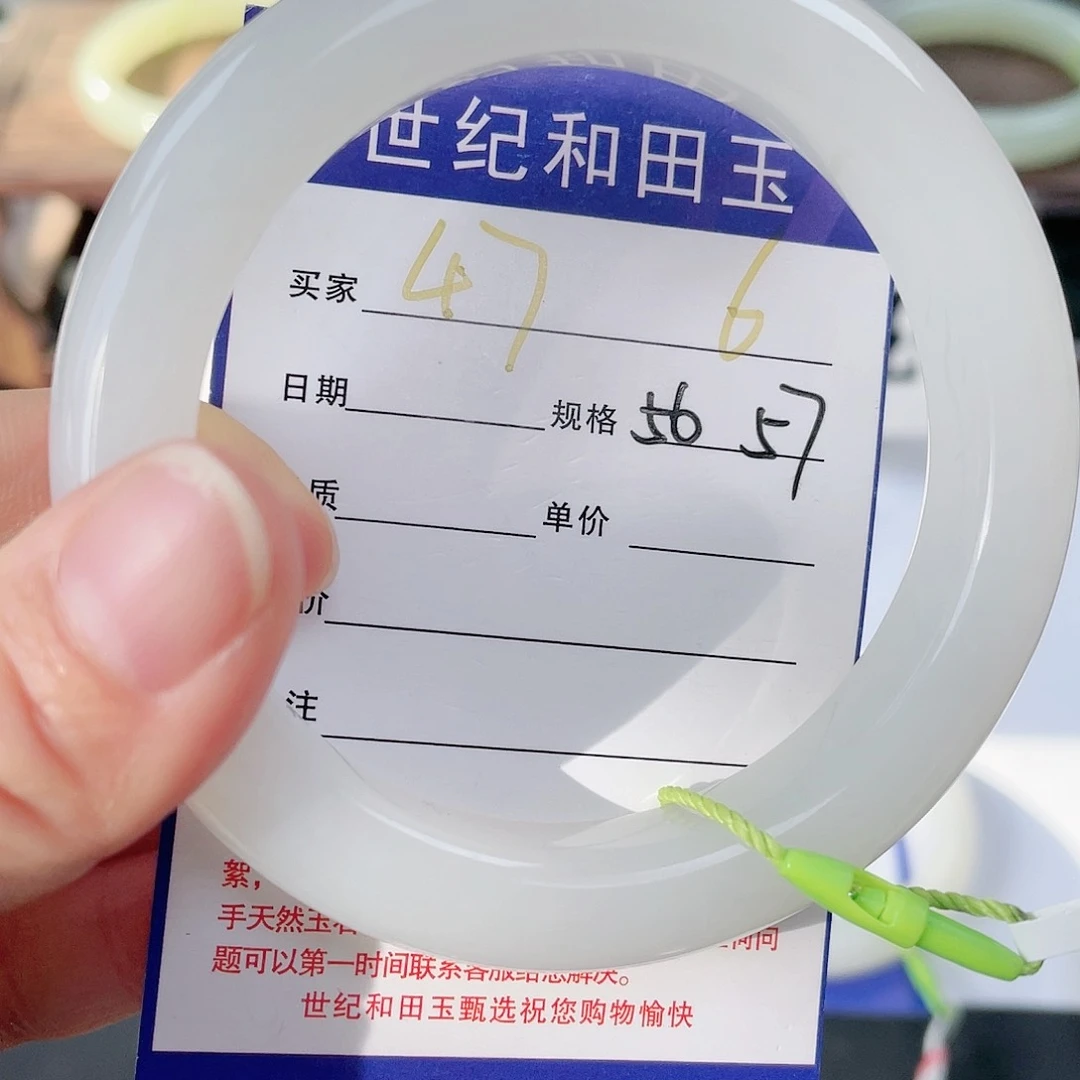 世纪和田玉
买家 47 6
日期 规格 56 57
质 单价
价
注
絮,
手天然玉
题可以第一时间联系客服给您解决。
世纪和田玉甄选祝您购物愉快